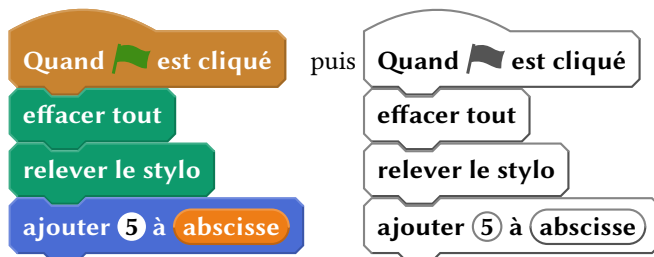 Quand est cliqué puis Quand est cliqué
effacer tout effacer tout
relever le stylo relever le stylo
ajouter 5 à abscisse ajouter 5 à abscisse